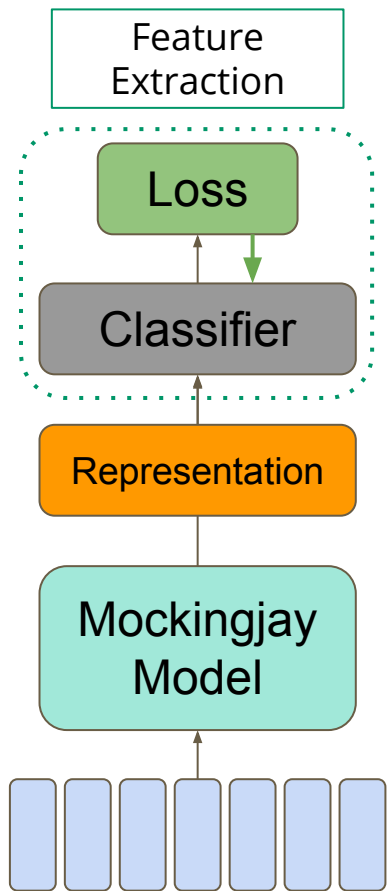 Feature
Extraction
Loss
Classifier
Representation
Mockingjay
Model